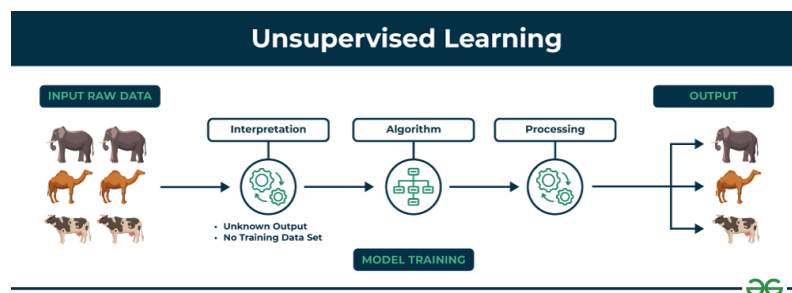 Unsupervised Learning
INPUT RAW DATA
OUTPUT
Interpretation
Algorithm
Processing
• Unknown Output
• No Training Data Set
MODEL TRAINING